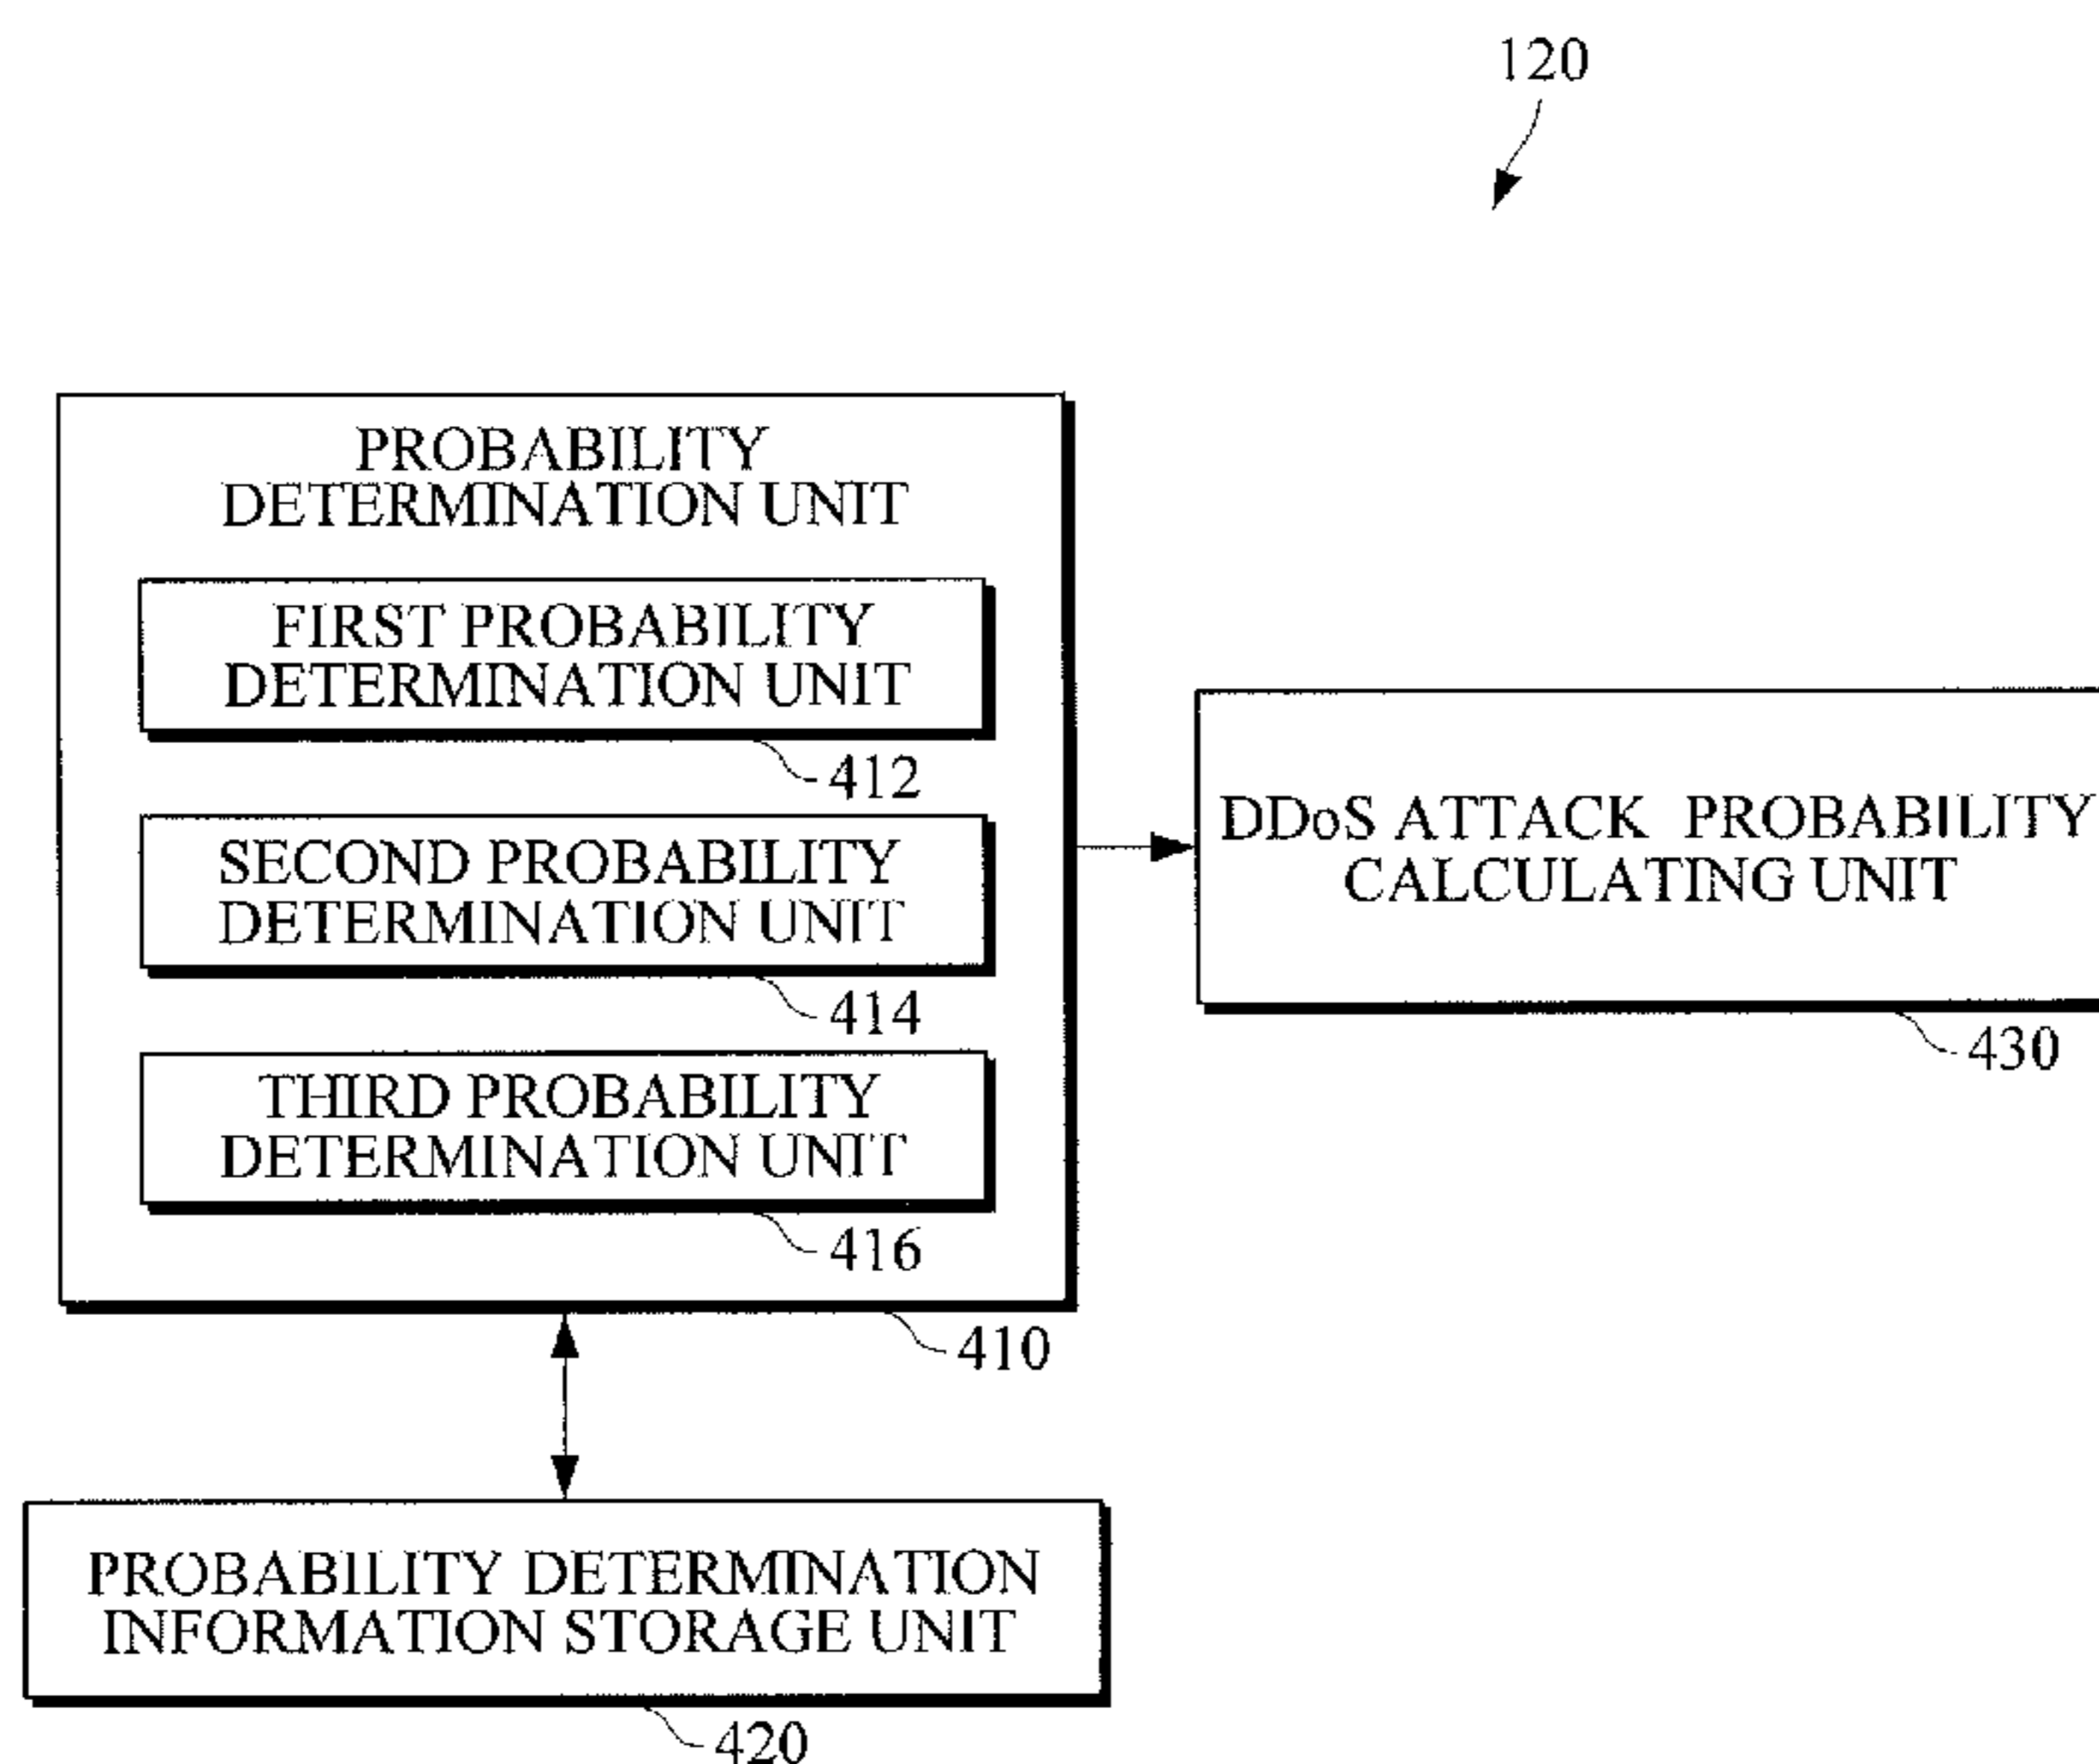 120
PROBABILITY
DETERMINATION UNIT
FIRST PROBABILITY
DETERMINATION UNIT
412
SECOND PROBABILITY
DETERMINATION UNIT
414
THIRD PROBABILITY
DETERMINATION UNIT
416
410
DDoS ATTACK PROBABILITY
CALCULATING UNIT
430
PROBABILITY DETERMINATION
INFORMATION STORAGE UNIT
420